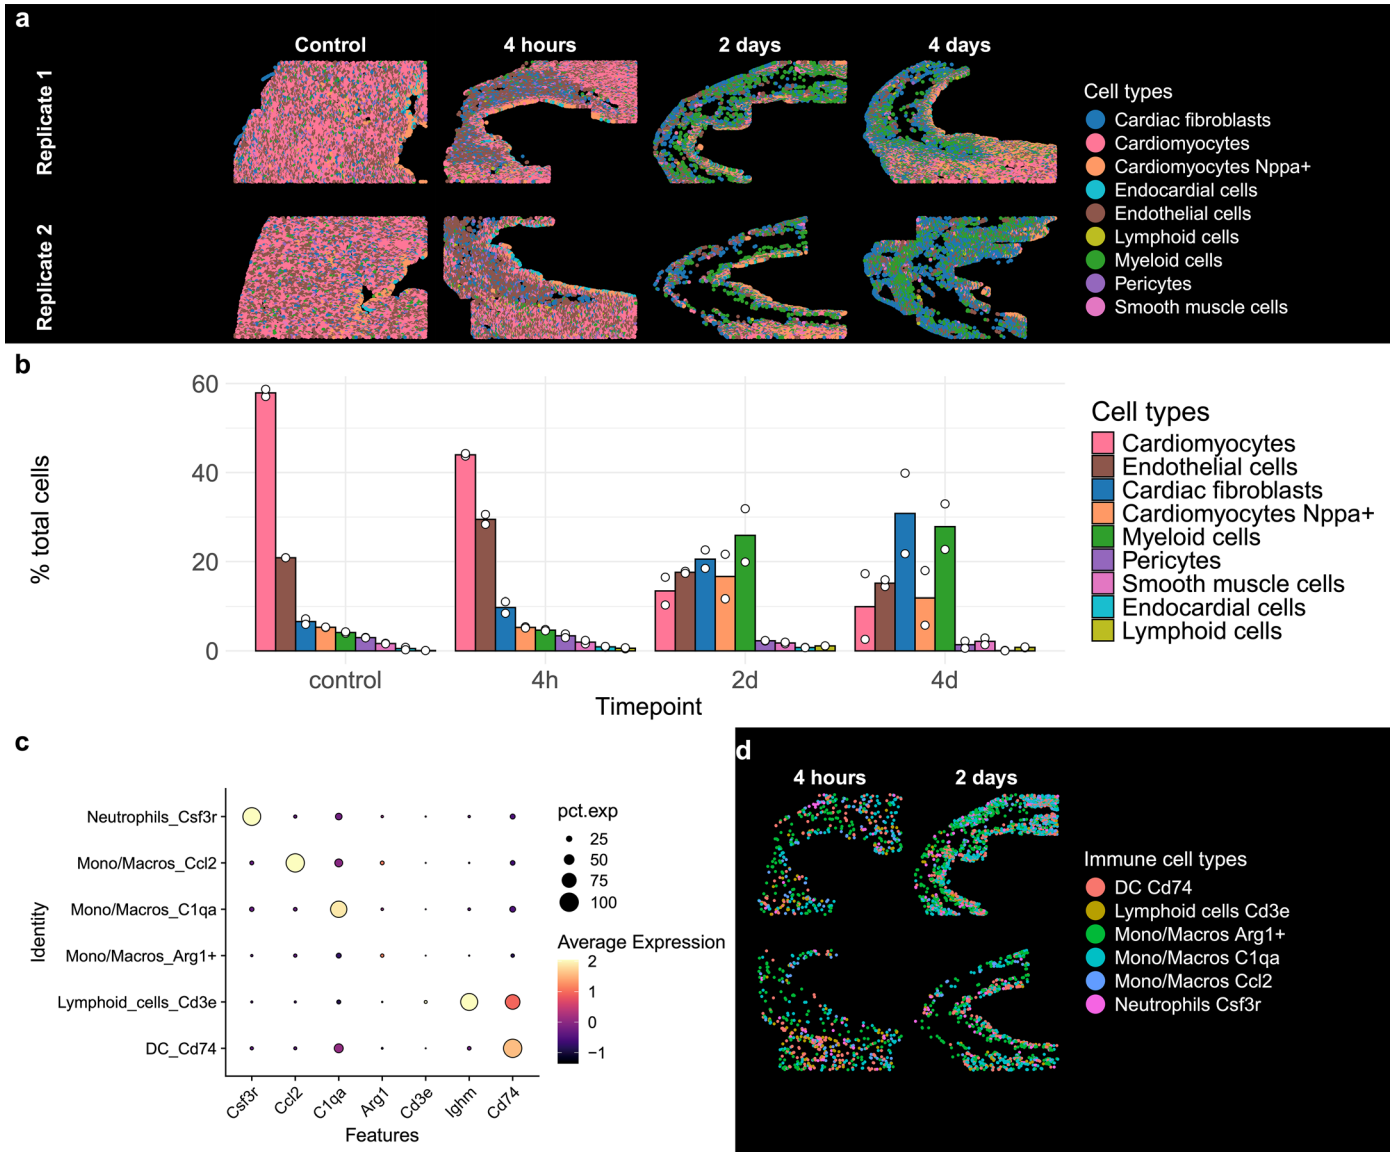 a
Control
4 hours
2 days
4 days
Replicate 1
Replicate 2
Cell types
Cardiac fibroblasts
Cardiomyocytes
Cardiomyocytes Nppa+
Endocardial cells
Endothelial cells
Lymphoid cells
Myeloid cells
Pericytes
Smooth muscle cells
b
% total cells
60
40
20
0
control
4h
2d
4d
Timepoint
Cell types
Cardiomyocytes
Endothelial cells
Cardiac fibroblasts
Cardiomyocytes Nppa+
Myeloid cells
Pericytes
Smooth muscle cells
Endocardial cells
Lymphoid cells
c
Identity
Neutrophils_Csf3r
Mono/Macros_Ccl2
Mono/Macros_C1qa
Mono/Macros_Arg1+
Lymphoid_cells_Cd3e
DC_Cd74
Csf3r
Ccl2
C1qa
Arg1
Cd3e
Ighm
Cd74
Features
pct.exp
25
50
75
100
Average Expression
2
1
0
−1
d
4 hours
2 days
Immune cell types
DC Cd74
Lymphoid cells Cd3e
Mono/Macros Arg1+
Mono/Macros C1qa
Mono/Macros Ccl2
Neutrophils Csf3r